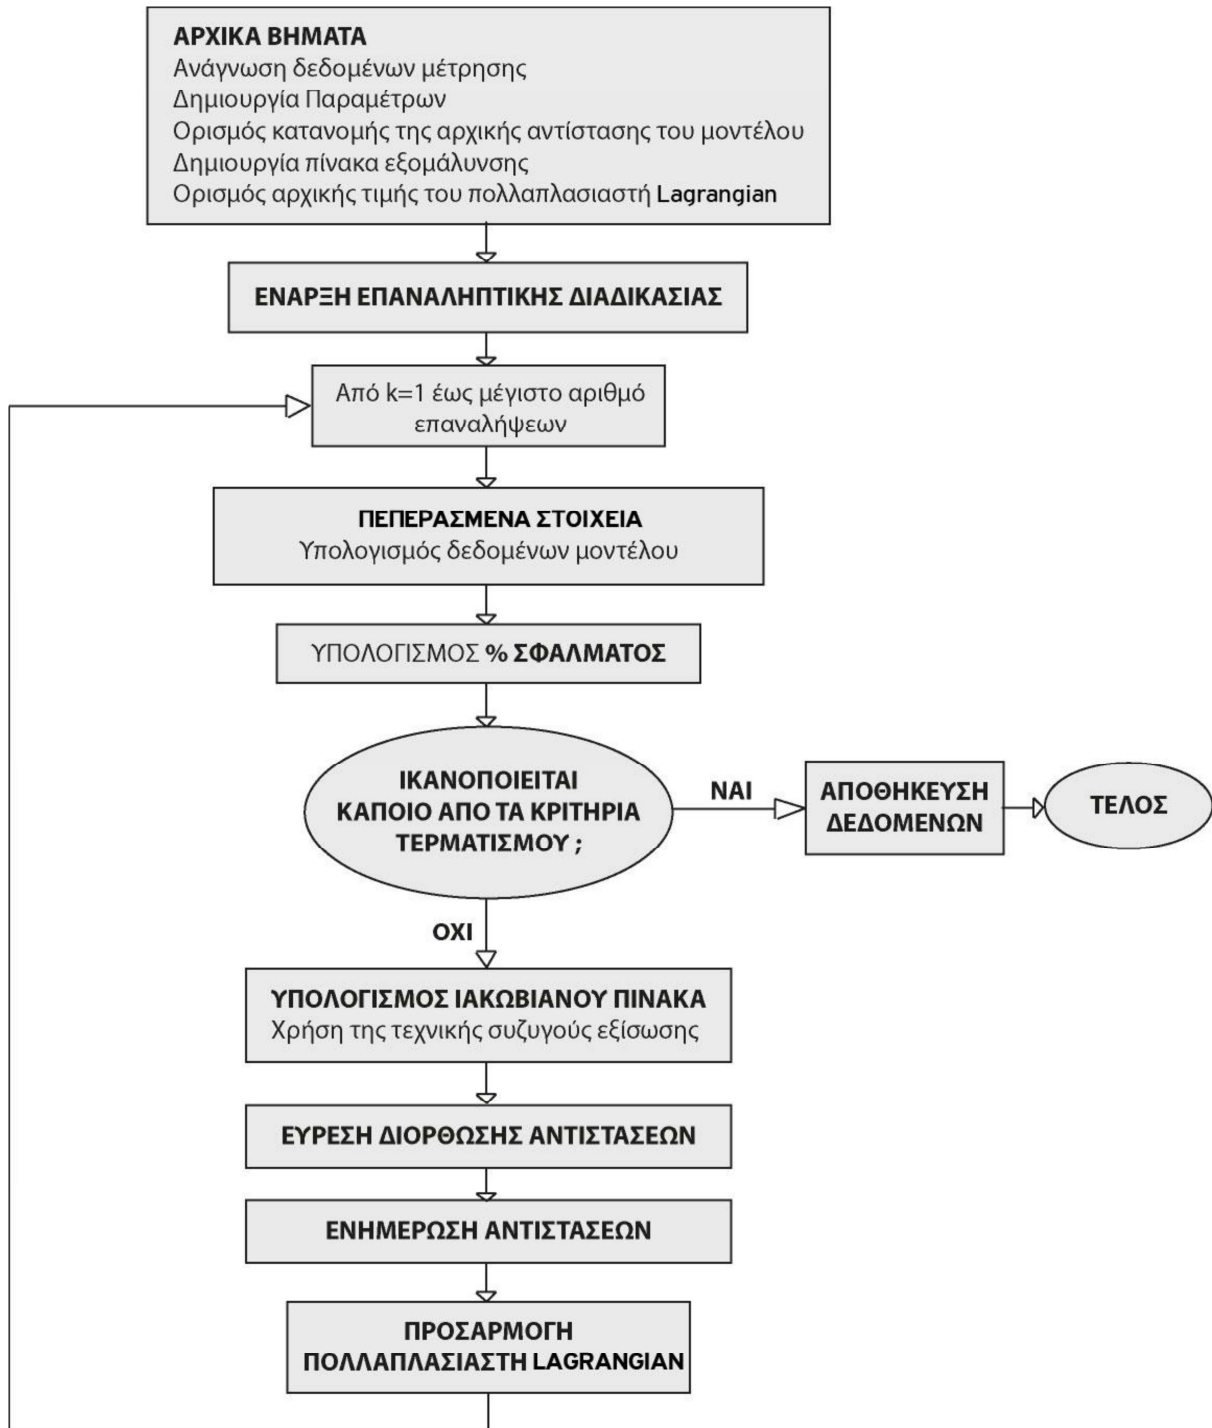 ΑΡΧΙΚΑ ΒΗΜΑΤΑ
Ανάγνωση δεδομένων μέτρησης
Δημιουργία Παραμέτρων
Ορισμός κατανομής της αρχικής αντίστασης του μοντέλου
Δημιουργία πίνακα εξομάλυνσης
Ορισμός αρχικής τιμής του πολλαπλασιαστή Lagrangian
ΕΝΑΡΞΗ ΕΠΑΝΑΛΗΠΤΙΚΗΣ ΔΙΑΔΙΚΑΣΙΑΣ
Από k=1 έως μέγιστο αριθμό
επαναλήψεων
ΠΕΠΕΡΑΣΜΕΝΑ ΣΤΟΙΧΕΙΑ
Υπολογισμός δεδομένων μοντέλου
ΥΠΟΛΟΓΙΣΜΟΣ % ΣΦΑΛΜΑΤΟΣ
ΙΚΑΝΟΠΟΙΕΙΤΑΙ
ΚΑΠΟΙΟ ΑΠΟ ΤΑ ΚΡΙΤΗΡΙΑ
ΤΕΡΜΑΤΙΣΜΟΥ ;
ΝΑΙ
ΑΠΟΘΗΚΕΥΣΗ
ΔΕΔΟΜΕΝΩΝ
ΤΕΛΟΣ
ΟΧΙ
ΥΠΟΛΟΓΙΣΜΟΣ ΙΑΚΩΒΙΑΝΟΥ ΠΙΝΑΚΑ
Χρήση της τεχνικής συζυγούς εξίσωσης
ΕΥΡΕΣΗ ΔΙΟΡΘΩΣΗΣ ΑΝΤΙΣΤΑΣΕΩΝ
ΕΝΗΜΕΡΩΣΗ ΑΝΤΙΣΤΑΣΕΩΝ
ΠΡΟΣΑΡΜΟΓΗ
ΠΟΛΛΑΠΛΑΣΙΑΣΤΗ LAGRANGIAN